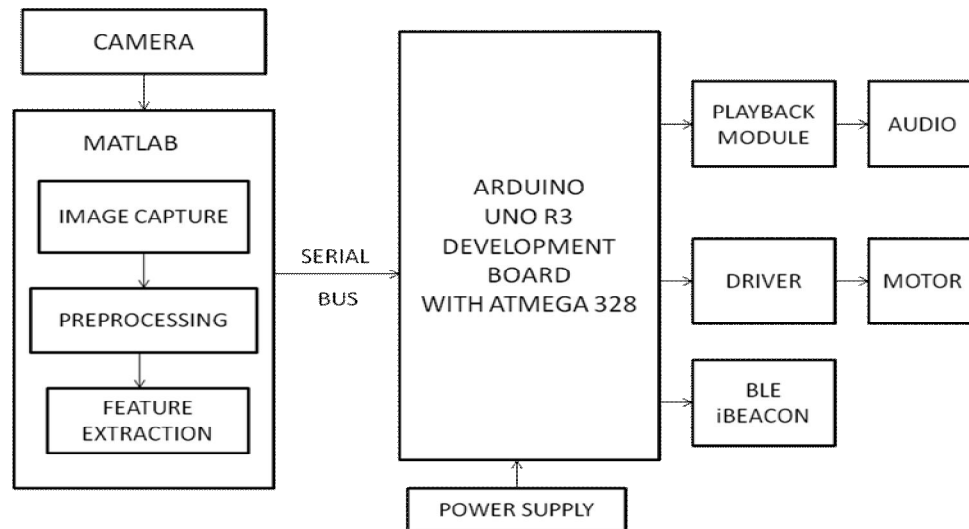 CAMERA
MATLAB
IMAGE CAPTURE
PREPROCESSING
FEATURE
EXTRACTION
SERIAL
BUS
ARDUINO
UNO R3
DEVELOPMENT
BOARD
WITH ATMEGA 328
POWER SUPPLY
PLAYBACK
MODULE
AUDIO
DRIVER
MOTOR
BLE
iBEACON